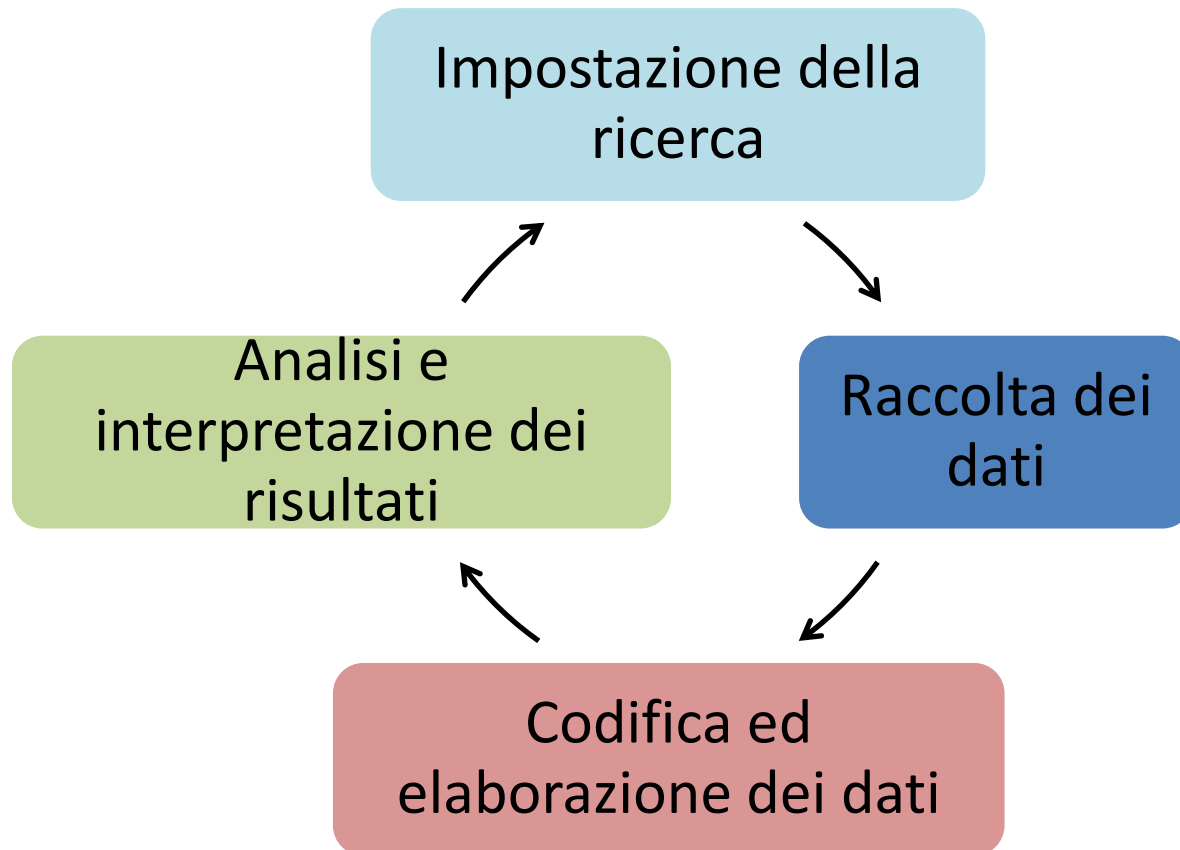 Impostazione della
ricerca
Raccolta dei
dati
Codifica ed
elaborazione dei dati
Analisi e
interpretazione dei
risultati